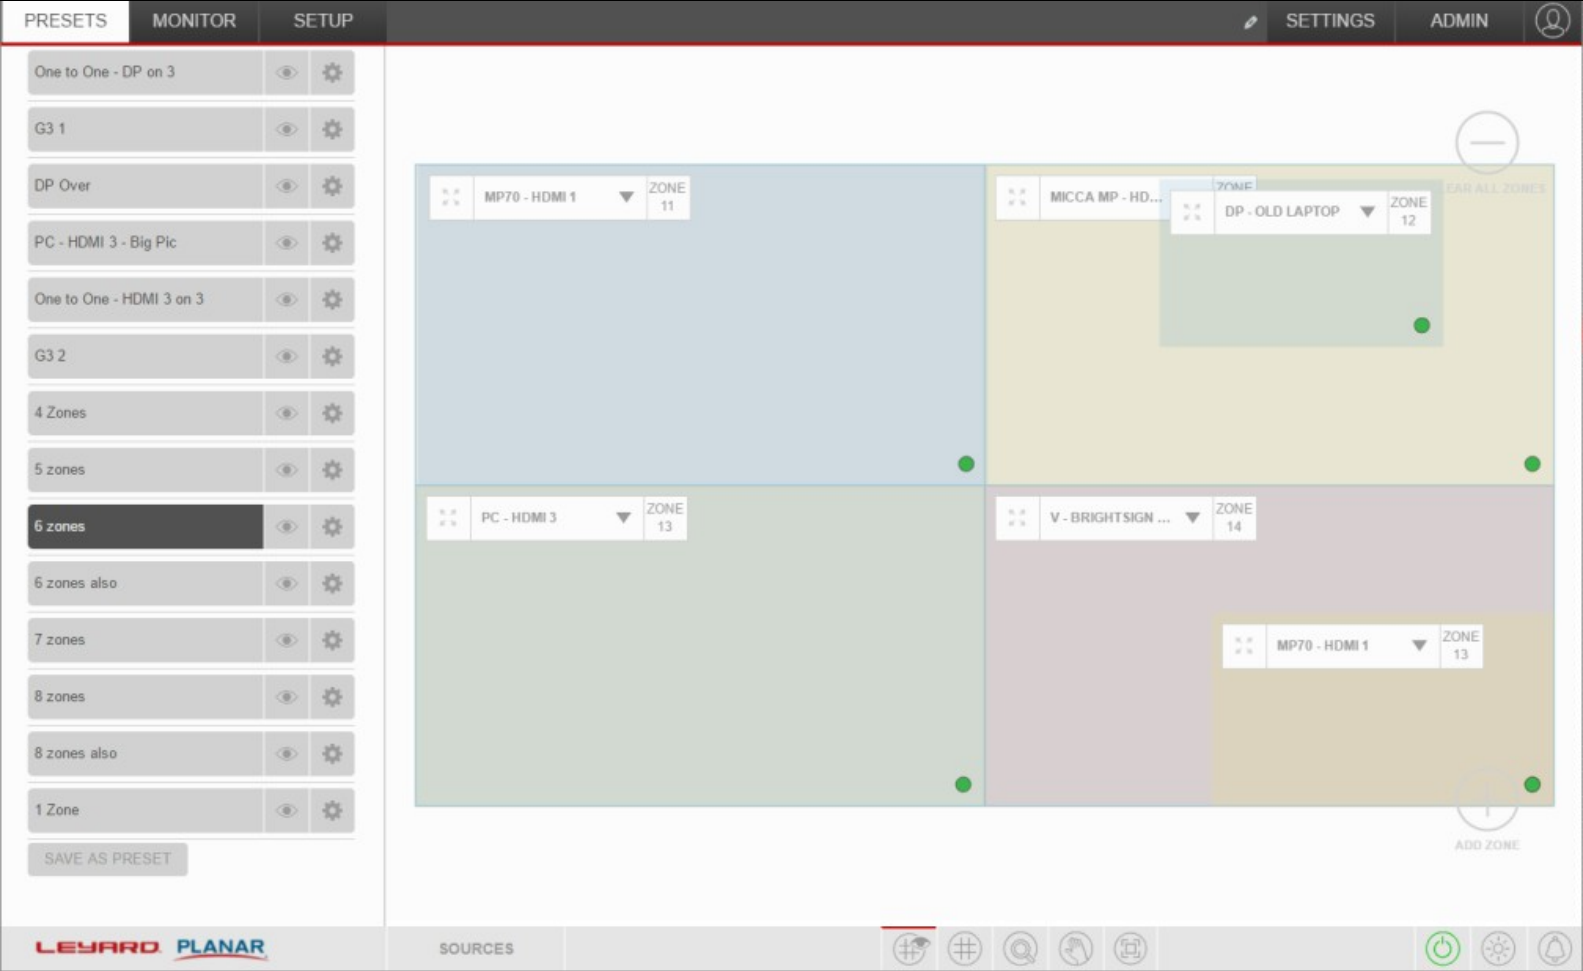 PRESETS
MONITOR
SETUP
SETTINGS
ADMIN
One to One - DP on 3
G3 1
DP Over
PC - HDMI 3 - Big Pic
One to One - HDMI 3 on 3
G3 2
4 Zones
5 zones
6 zones
6 zones also
7 zones
8 zones
8 zones also
1 Zone
SAVE AS PRESET
MP70 - HDMI 1
ZONE
11
MICCA MP - HD...
ZONE
EAR ALL ZONES
DP - OLD LAPTOP
ZONE
12
PC - HDMI 3
ZONE
13
V - BRIGHTSIGN ...
ZONE
14
MP70 - HDMI 1
ZONE
13
ADD ZONE
LEYARD PLANAR
SOURCES